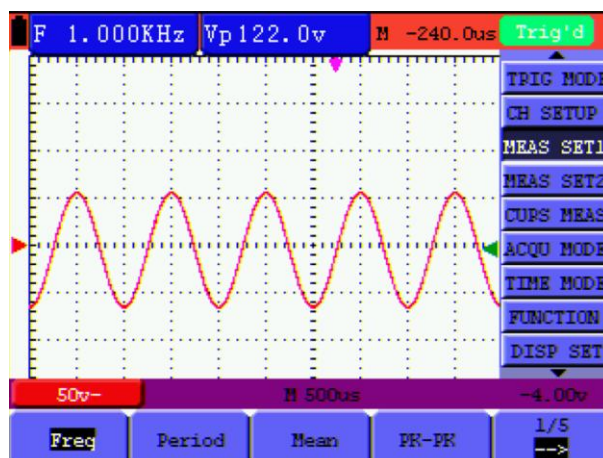 F 1.000KHz Vp122.0v M -240.0us Trig'd
TRIG MODE
CH SETUP
MEAS SET1
MEAS SET2
CUPS MEAS
ACQU MODE
TIME MODE
FUNCTION
DISP SET
50v~ M 500us -4.00v
Freq Period Mean PK-PK 1/5
-->